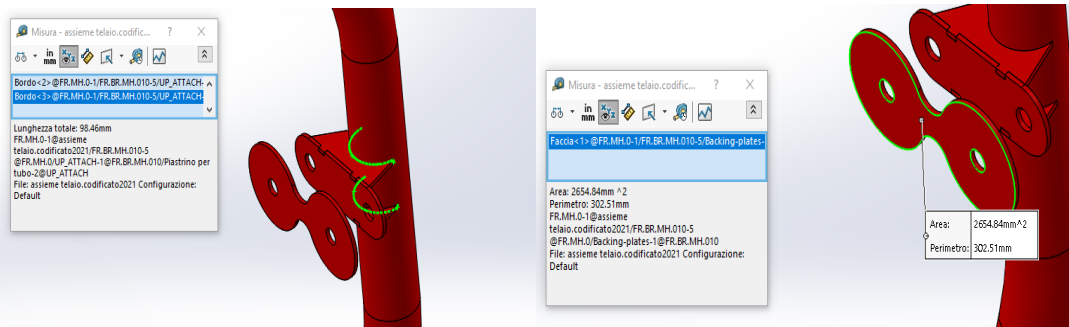 Misura - assieme telaio.codific... ? X
in
mm
Bordo<2>@FR.MH.0-1/FR.BR.MH.010-5/UP_ATTACH-
Bordo<3>@FR.MH.0-1/FR.BR.MH.010-5/UP_ATTACH-
Lunghezza totale: 98.46mm
FR.MH.0-1@assieme
telaio.codificato2021/FR.BR.MH.010-5
@FR.MH.0/UP_ATTACH-1@FR.BR.MH.010/Piastrino per
tubo-2@UP_ATTACH
File: assieme telaio.codificato2021 Configurazione:
Default
Misura - assieme telaio.codific... ? X
in
mm
Faccia<1>@FR.MH.0-1/FR.BR.MH.010-5/Backing-plates-
Area: 2654.84mm ^2
Perimetro: 302.51mm
FR.MH.0-1@assieme
telaio.codificato2021/FR.BR.MH.010-5
@FR.MH.0/Backing-plates-1@FR.BR.MH.010
File: assieme telaio.codificato2021 Configurazione:
Default
Area: 2654.84mm^2
Perimetro: 302.51mm